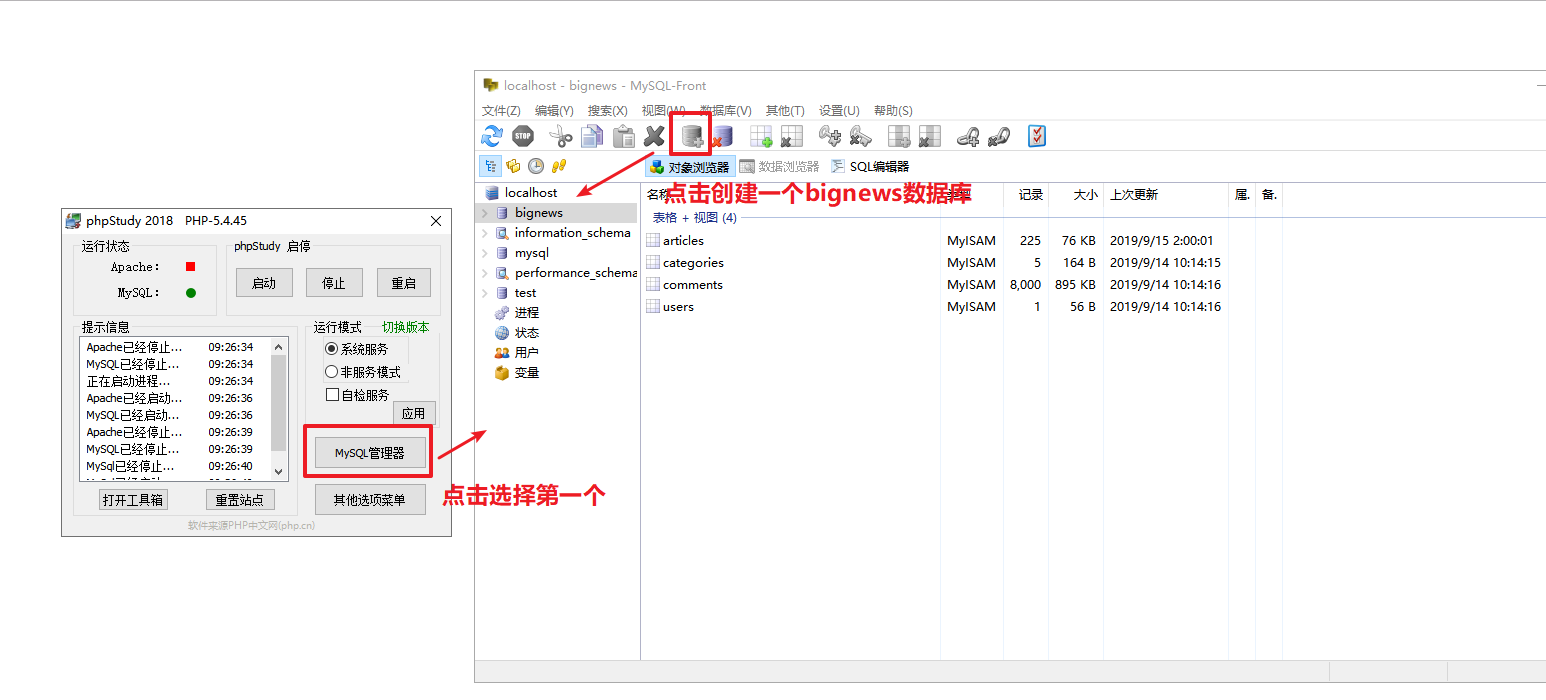 localhost - bignews - MySQL-Front
文件(Z) 编辑(Y) 搜索(X) 视图(W) 数据库(V) 其他(T) 设置(U) 帮助(S)
STOP
对象浏览器 数据浏览器 SQL编辑器
点击创建一个bignews数据库
localhost
bignews
information_schema
mysql
performance_schema
test
进程
状态
用户
变量
记录 大小 上次更新 属. 备.
表格 + 视图 (4)
articles MyISAM 225 76 KB 2019/9/15 2:00:01
categories MyISAM 5 164 B 2019/9/14 10:14:15
comments MyISAM 8,000 895 KB 2019/9/14 10:14:16
users MyISAM 1 56 B 2019/9/14 10:14:16
phpStudy 2018 PHP-5.4.45
运行状态
Apache:
MySQL:
phpStudy 启停
启动 停止 重启
提示信息
Apache已经停止... 09:26:34
MySQL已经停止... 09:26:34
正在启动进程... 09:26:34
Apache已经启动... 09:26:36
MySQL已经启动... 09:26:36
Apache已经停止... 09:26:39
MySQL已经停止... 09:26:39
MySql已经停止... 09:26:40
运行模式 切换版本
系统服务
非服务模式
自检服务
应用
MySQL管理器
打开工具箱 重置站点 其他选项菜单
软件来源PHP中文网(php.cn)
点击选择第一个